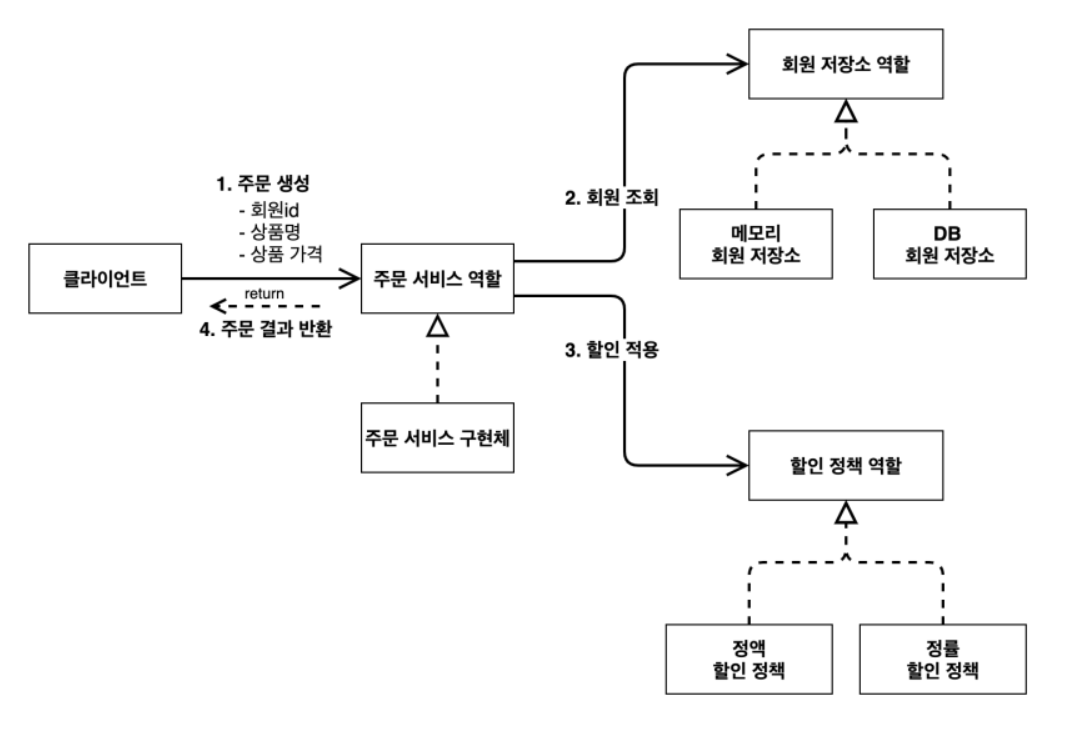 회원 저장소 역할
1. 주문 생성
- 회원id
- 상품명
- 상품 가격
2. 회원 조회
메모리
회원 저장소
DB
회원 저장소
클라이언트
주문 서비스 역할
return
4. 주문 결과 반환
3. 할인 적용
주문 서비스 구현체
할인 정책 역할
정액
할인 정책
정률
할인 정책